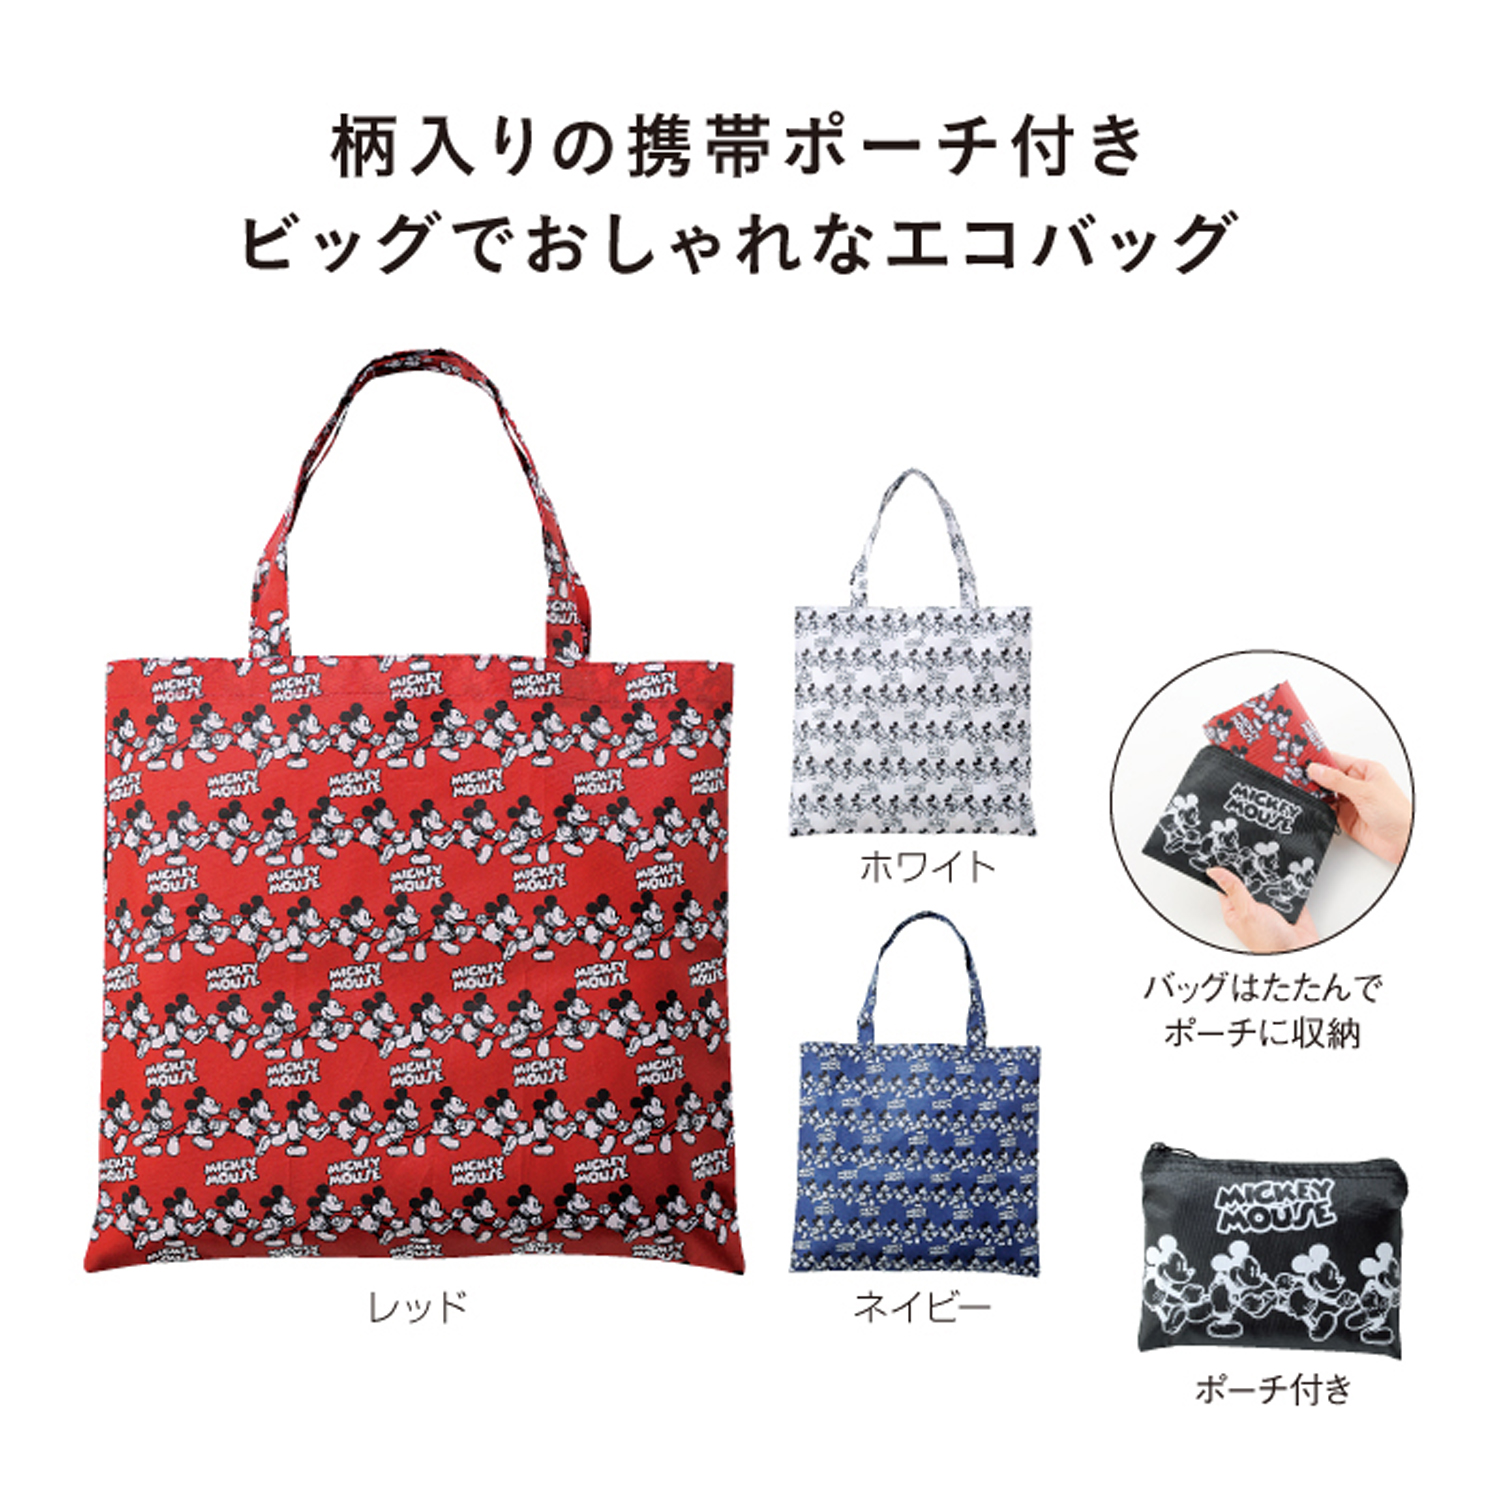 柄入りの携帯ポーチ付き
ビッグでおしゃれなエコバッグ
MICKEY
MOUSE
レッド
ホワイト
ネイビー
MICKEY
MOUSE
バッグはたたんで
ポーチに収納
MICKEY
MOUSE
ポーチ付き